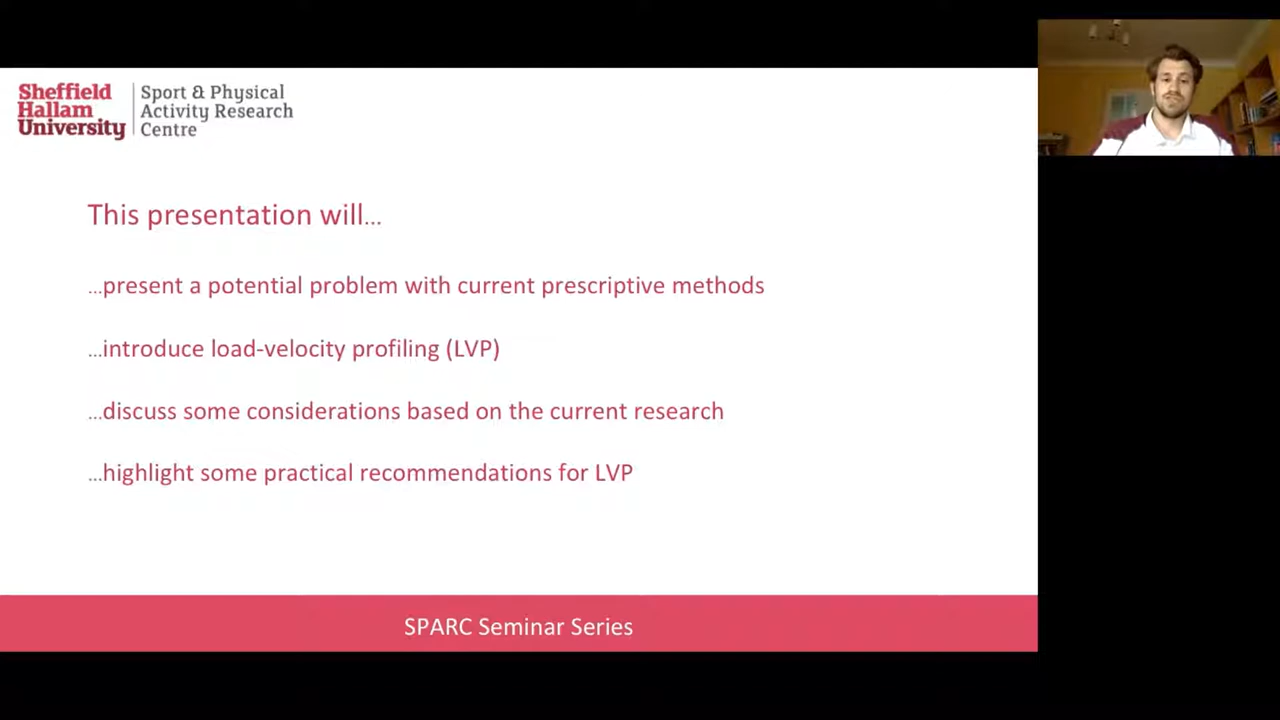 Sheffield
Hallam
University
Sport & Physical
Activity Research
Centre
This presentation will...
...present a potential problem with current prescriptive methods
...introduce load-velocity profiling (LVP)
...discuss some considerations based on the current research
...highlight some practical recommendations for LVP
SPARC Seminar Series